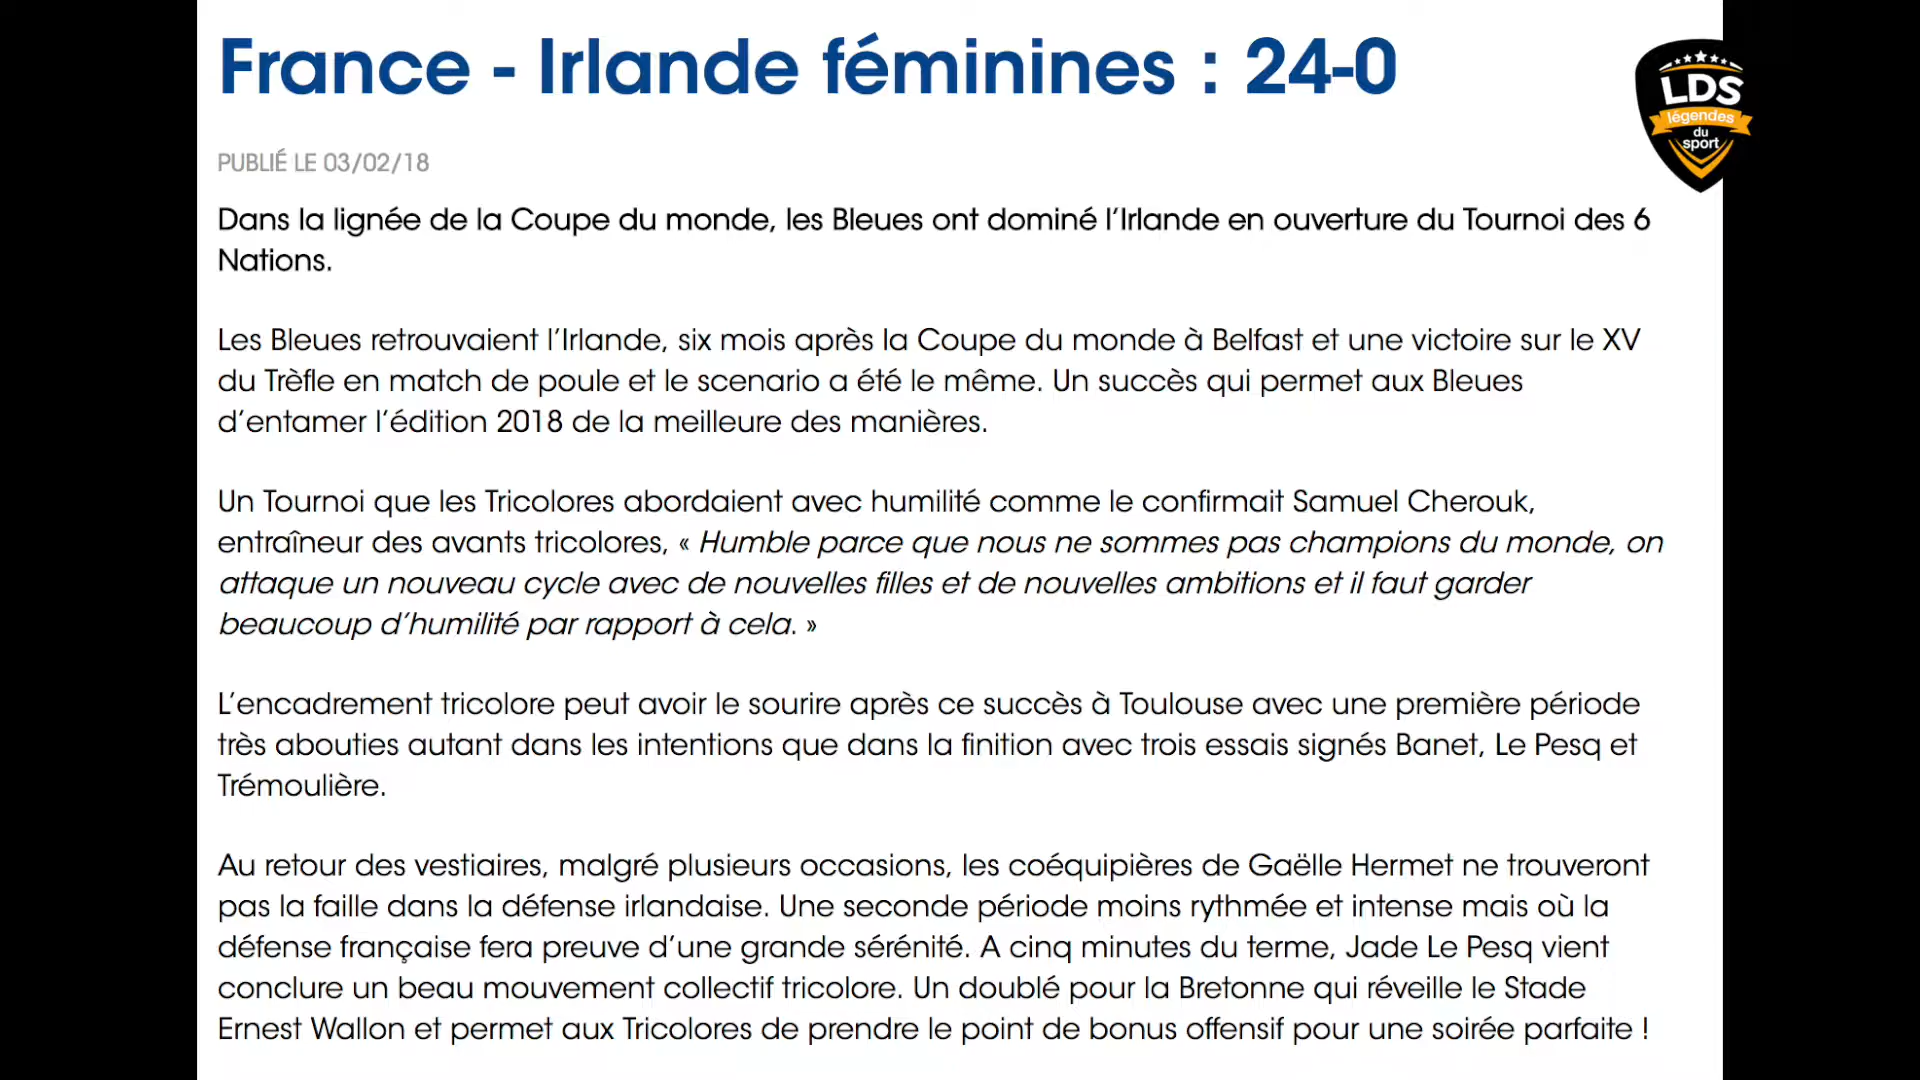 France - Irlande féminines : 24-0
LDS
légendes
du
sport
PUBLIÉ LE 03/02/18
Dans la lignée de la Coupe du monde, les Bleues ont dominé l’Irlande en ouverture du Tournoi des 6
Nations.
Les Bleues retrouvaient l’Irlande, six mois après la Coupe du monde à Belfast et une victoire sur le XV
du Trèfle en match de poule et le scenario a été le même. Un succès qui permet aux Bleues
d’entamer l’édition 2018 de la meilleure des manières.
Un Tournoi que les Tricolores abordaient avec humilité comme le confirmait Samuel Cherouk,
entraîneur des avants tricolores, « Humble parce que nous ne sommes pas champions du monde, on
attaque un nouveau cycle avec de nouvelles filles et de nouvelles ambitions et il faut garder
beaucoup d’humilité par rapport à cela. »
L’encadrement tricolore peut avoir le sourire après ce succès à Toulouse avec une première période
très abouties autant dans les intentions que dans la finition avec trois essais signés Banet, Le Pesq et
Trémoulière.
Au retour des vestiaires, malgré plusieurs occasions, les coéquipières de Gaëlle Hermet ne trouveront
pas la faille dans la défense irlandaise. Une seconde période moins rythmée et intense mais où la
défense française fera preuve d’une grande sérénité. A cinq minutes du terme, Jade Le Pesq vient
conclure un beau mouvement collectif tricolore. Un doublé pour la Bretonne qui réveille le Stade
Ernest Wallon et permet aux Tricolores de prendre le point de bonus offensif pour une soirée parfaite !